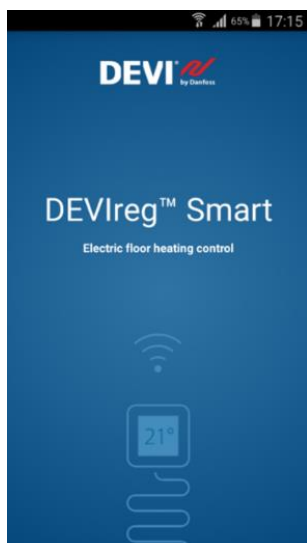 65% 17:15
DEVI®
by Danfoss
DEVIreg™ Smart
Electric floor heating control
21°